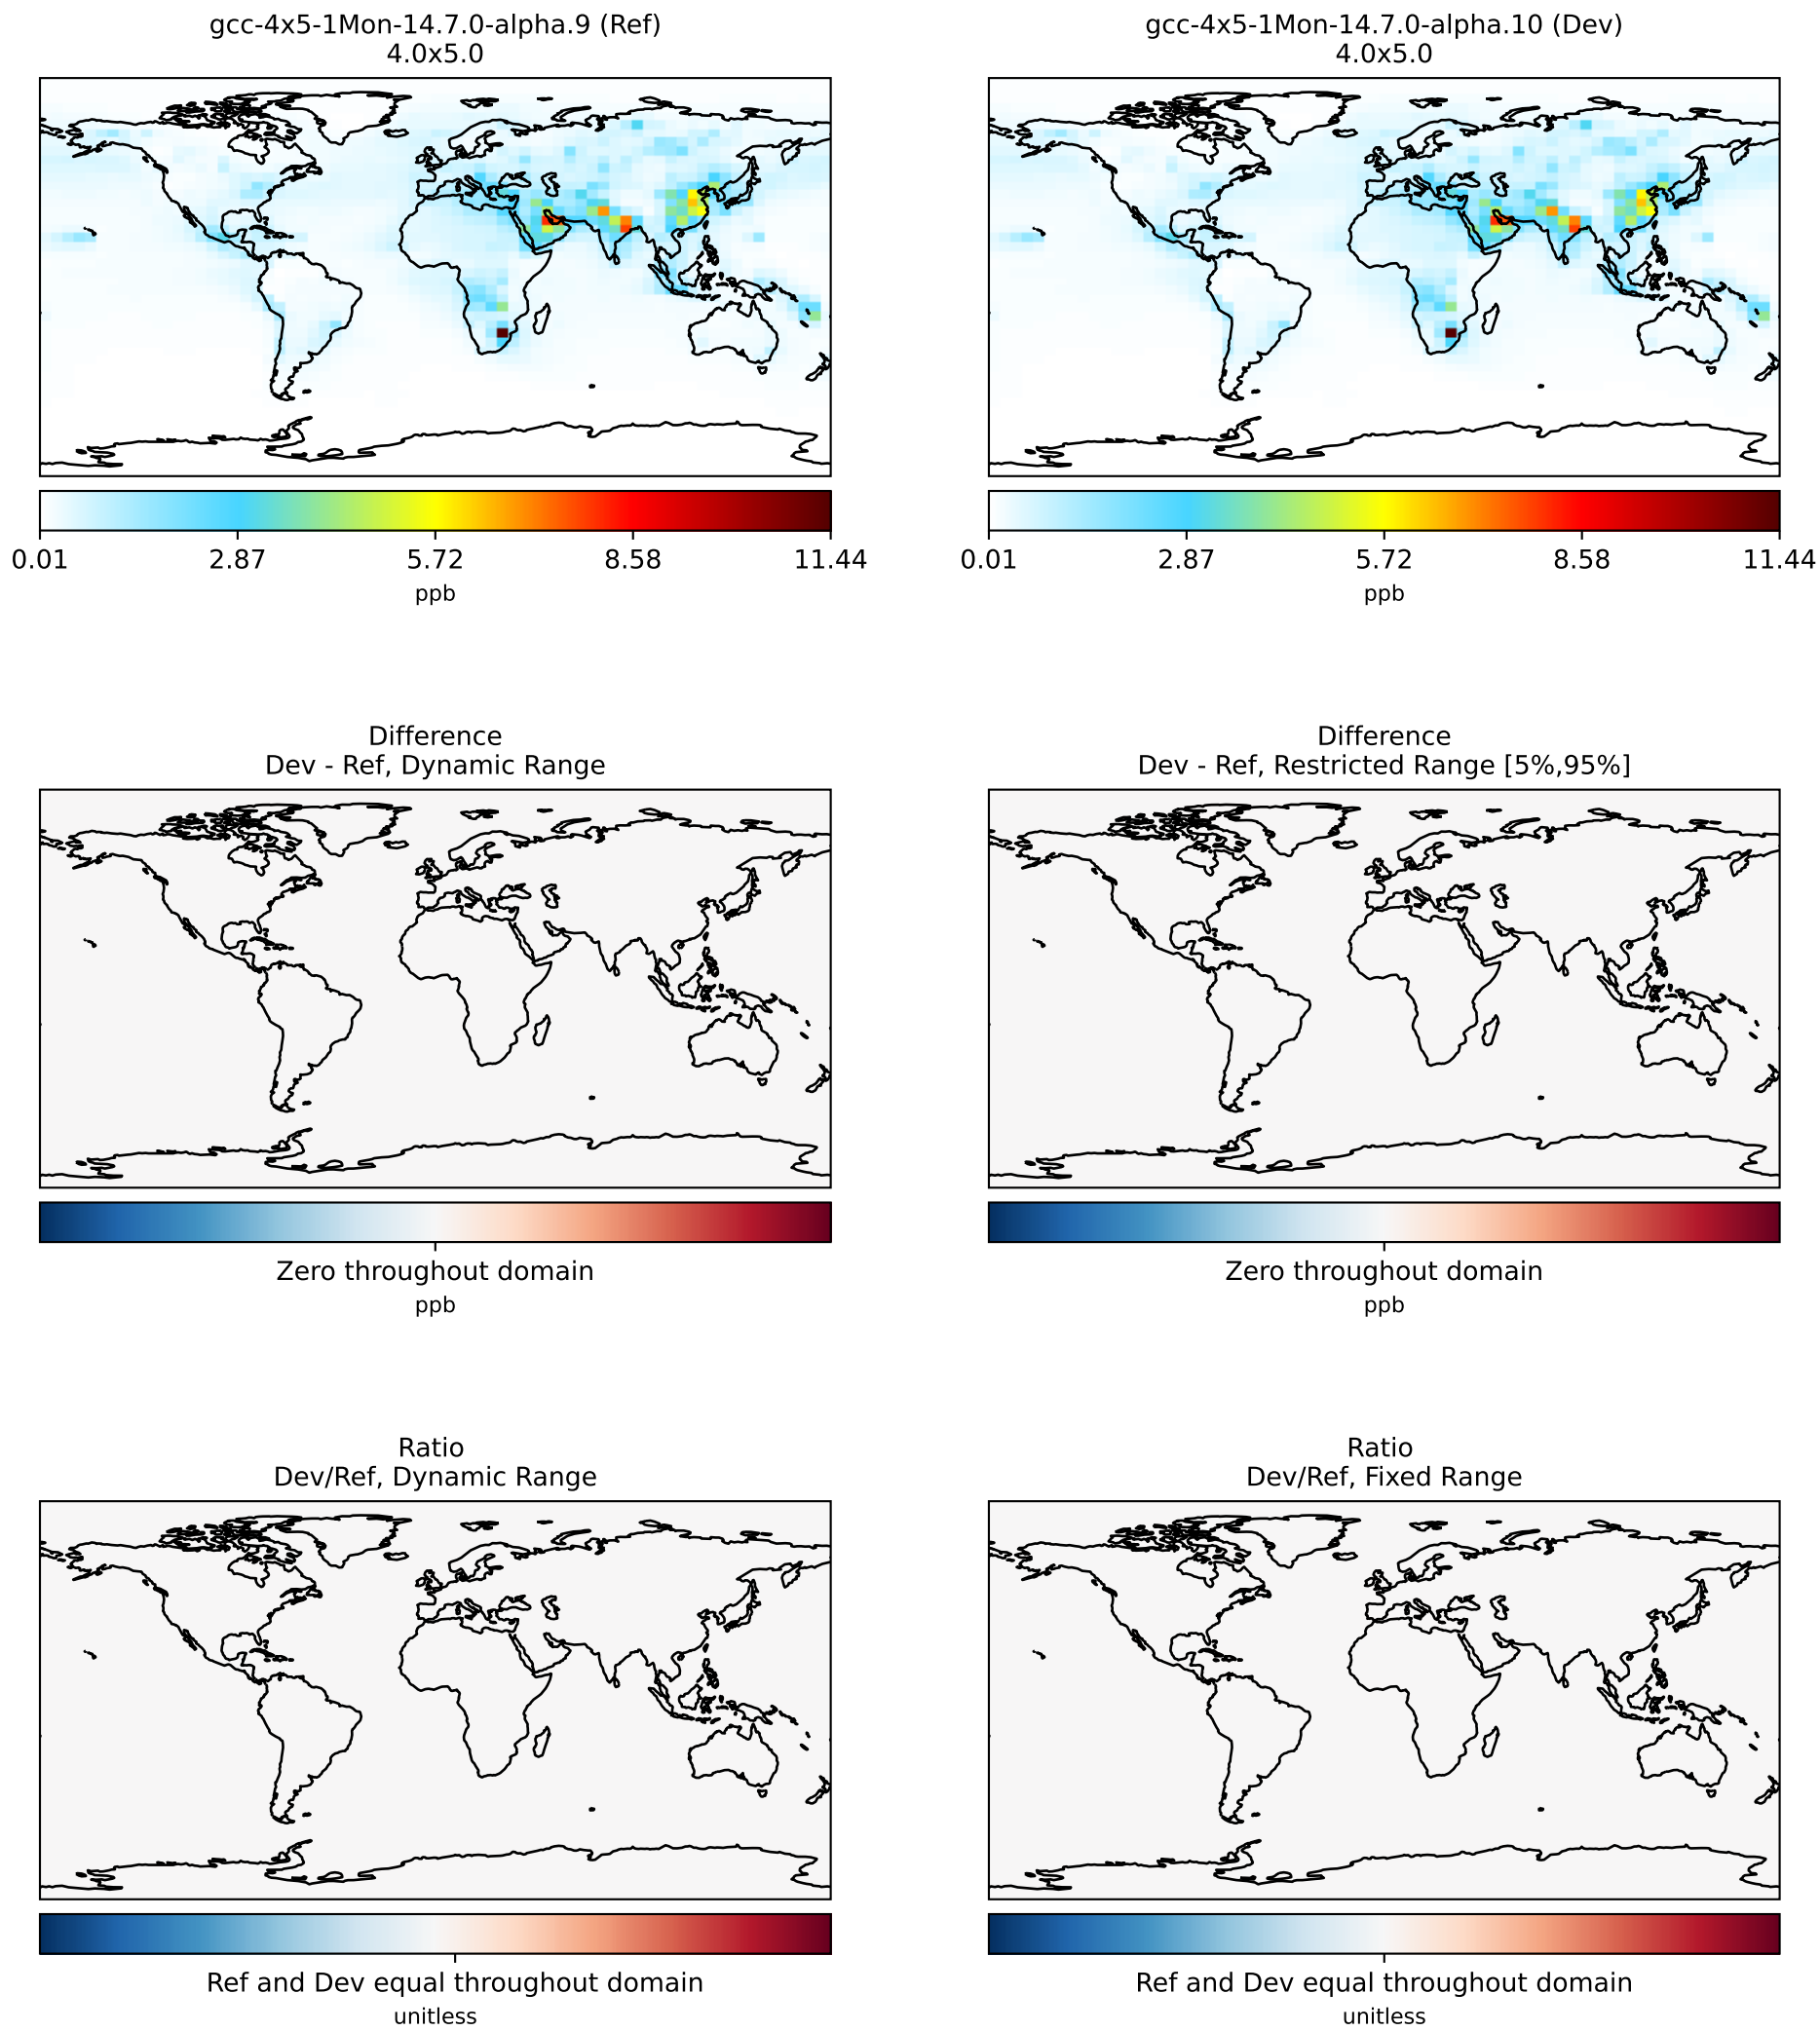 gcc-4x5-1Mon-14.7.0-alpha.9 (Ref)
4.0x5.0
gcc-4x5-1Mon-14.7.0-alpha.10 (Dev)
4.0x5.0
0.01 2.87 5.72 8.58 11.44
ppb
0.01 2.87 5.72 8.58 11.44
ppb
Difference
Dev - Ref, Dynamic Range
Difference
Dev - Ref, Restricted Range [5%,95%]
Zero throughout domain
ppb
Zero throughout domain
ppb
Ratio
Dev/Ref, Dynamic Range
Ratio
Dev/Ref, Fixed Range
Ref and Dev equal throughout domain
unitless
Ref and Dev equal throughout domain
unitless